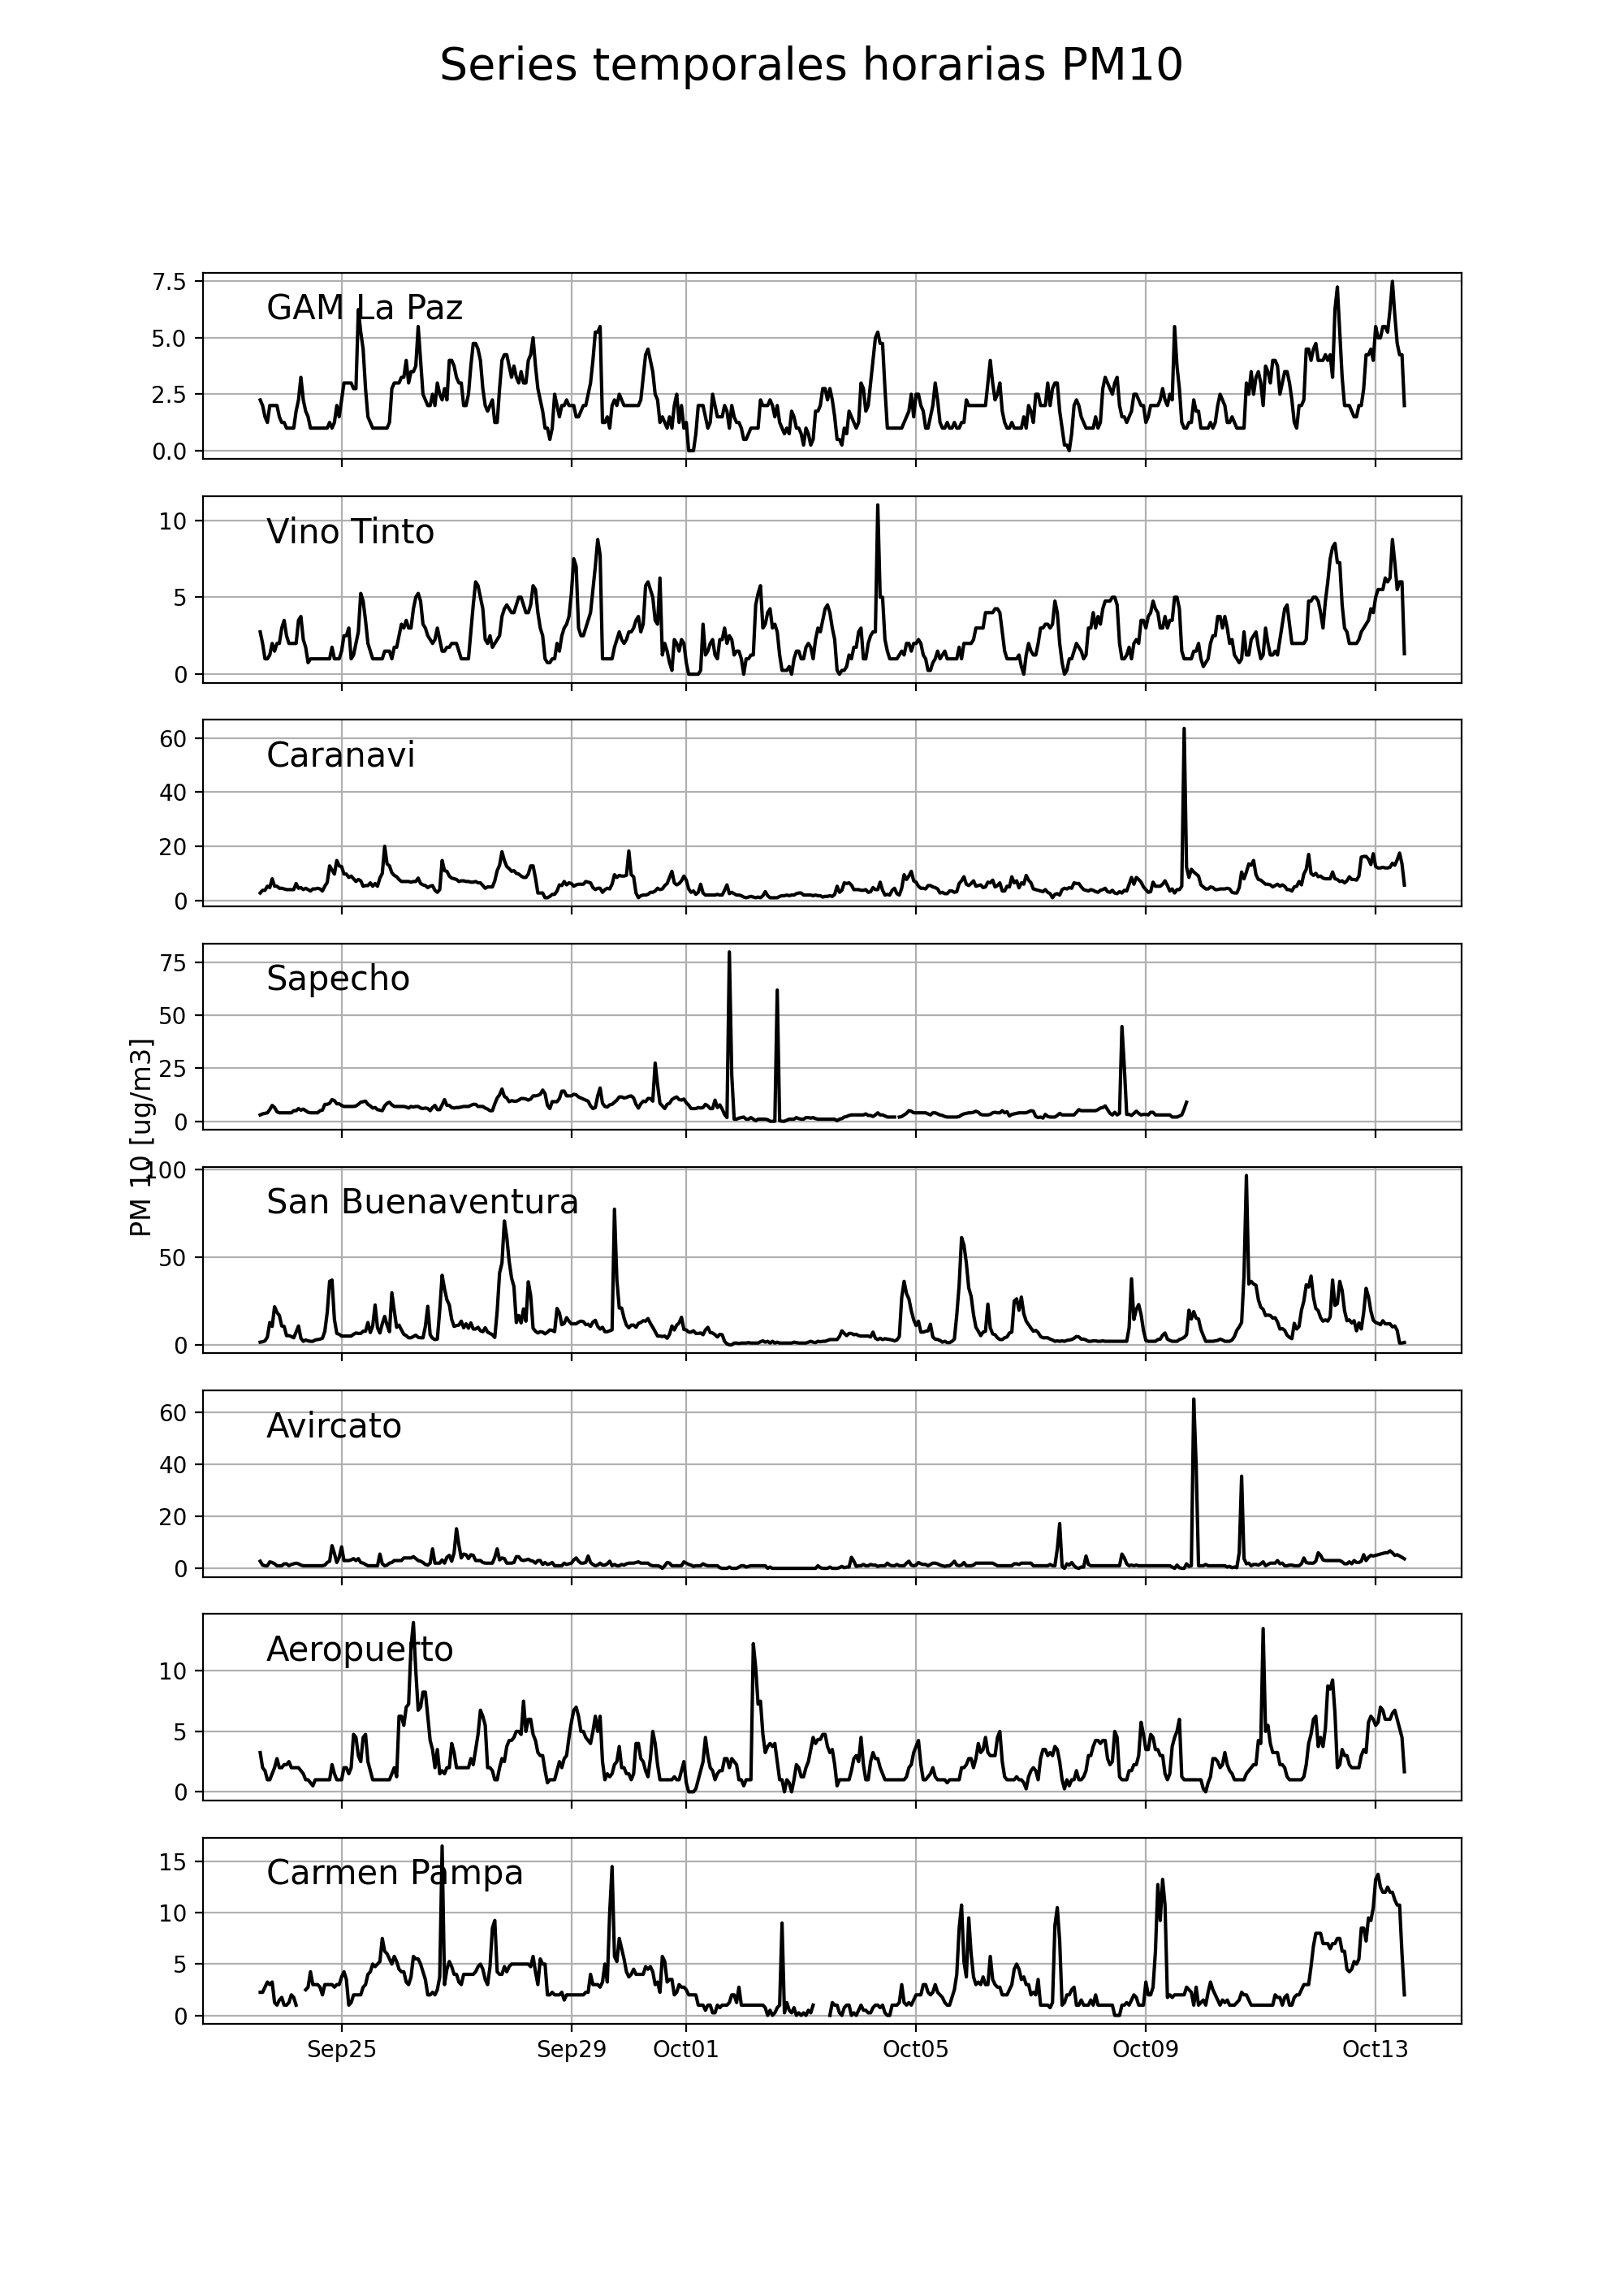 Series temporales horarias PM10
7.5
5.0
2.5
0.0
GAM La Paz
10
5
0
Vino Tinto
60
40
20
0
Caranavi
75
50
25
0
Sapecho
PM 10 [ug/m3]
100
50
0
San Buenaventura
60
40
20
0
Avircato
10
5
0
Aeropuerto
15
10
5
0
Carmen Pampa
Sep25 Sep29 Oct01 Oct05 Oct09 Oct13